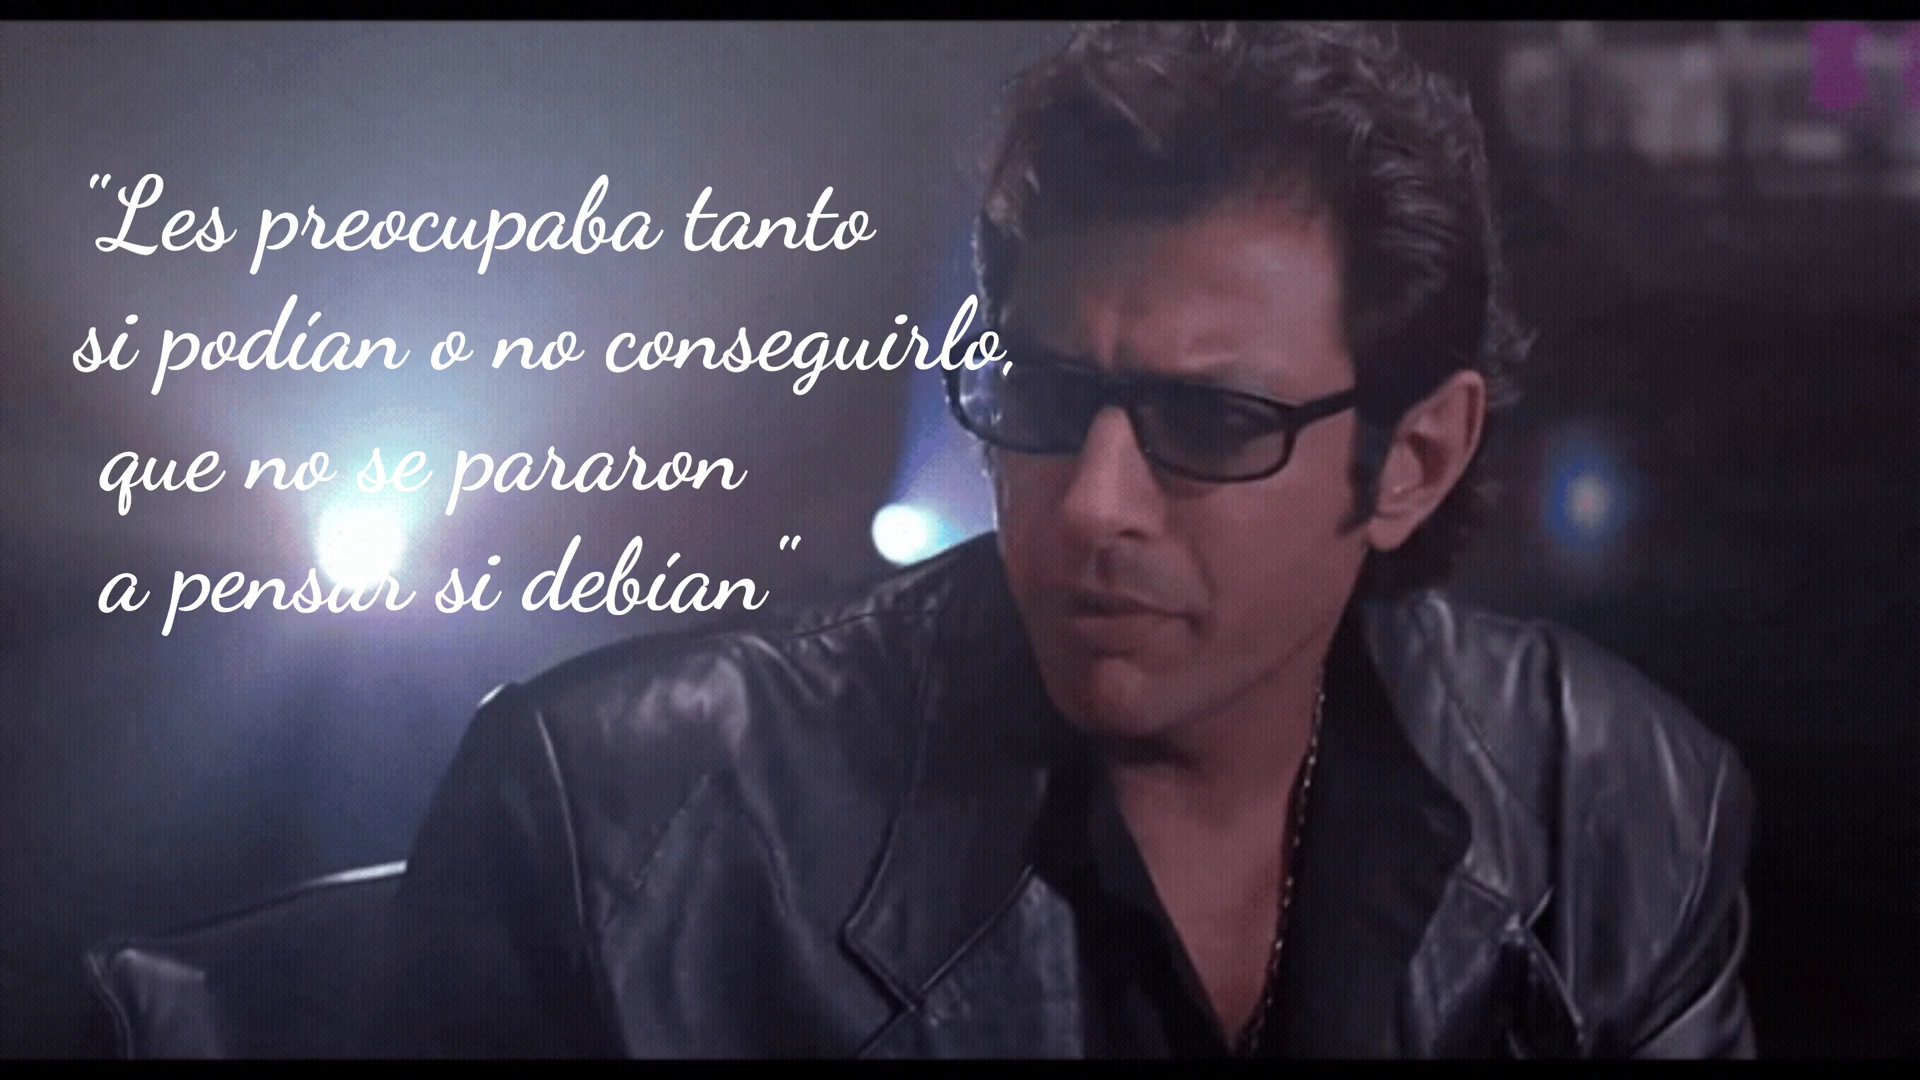 "Les preocupaba tanto
si podían o no conseguirlo,
que no se pararon
a pensar si debían"